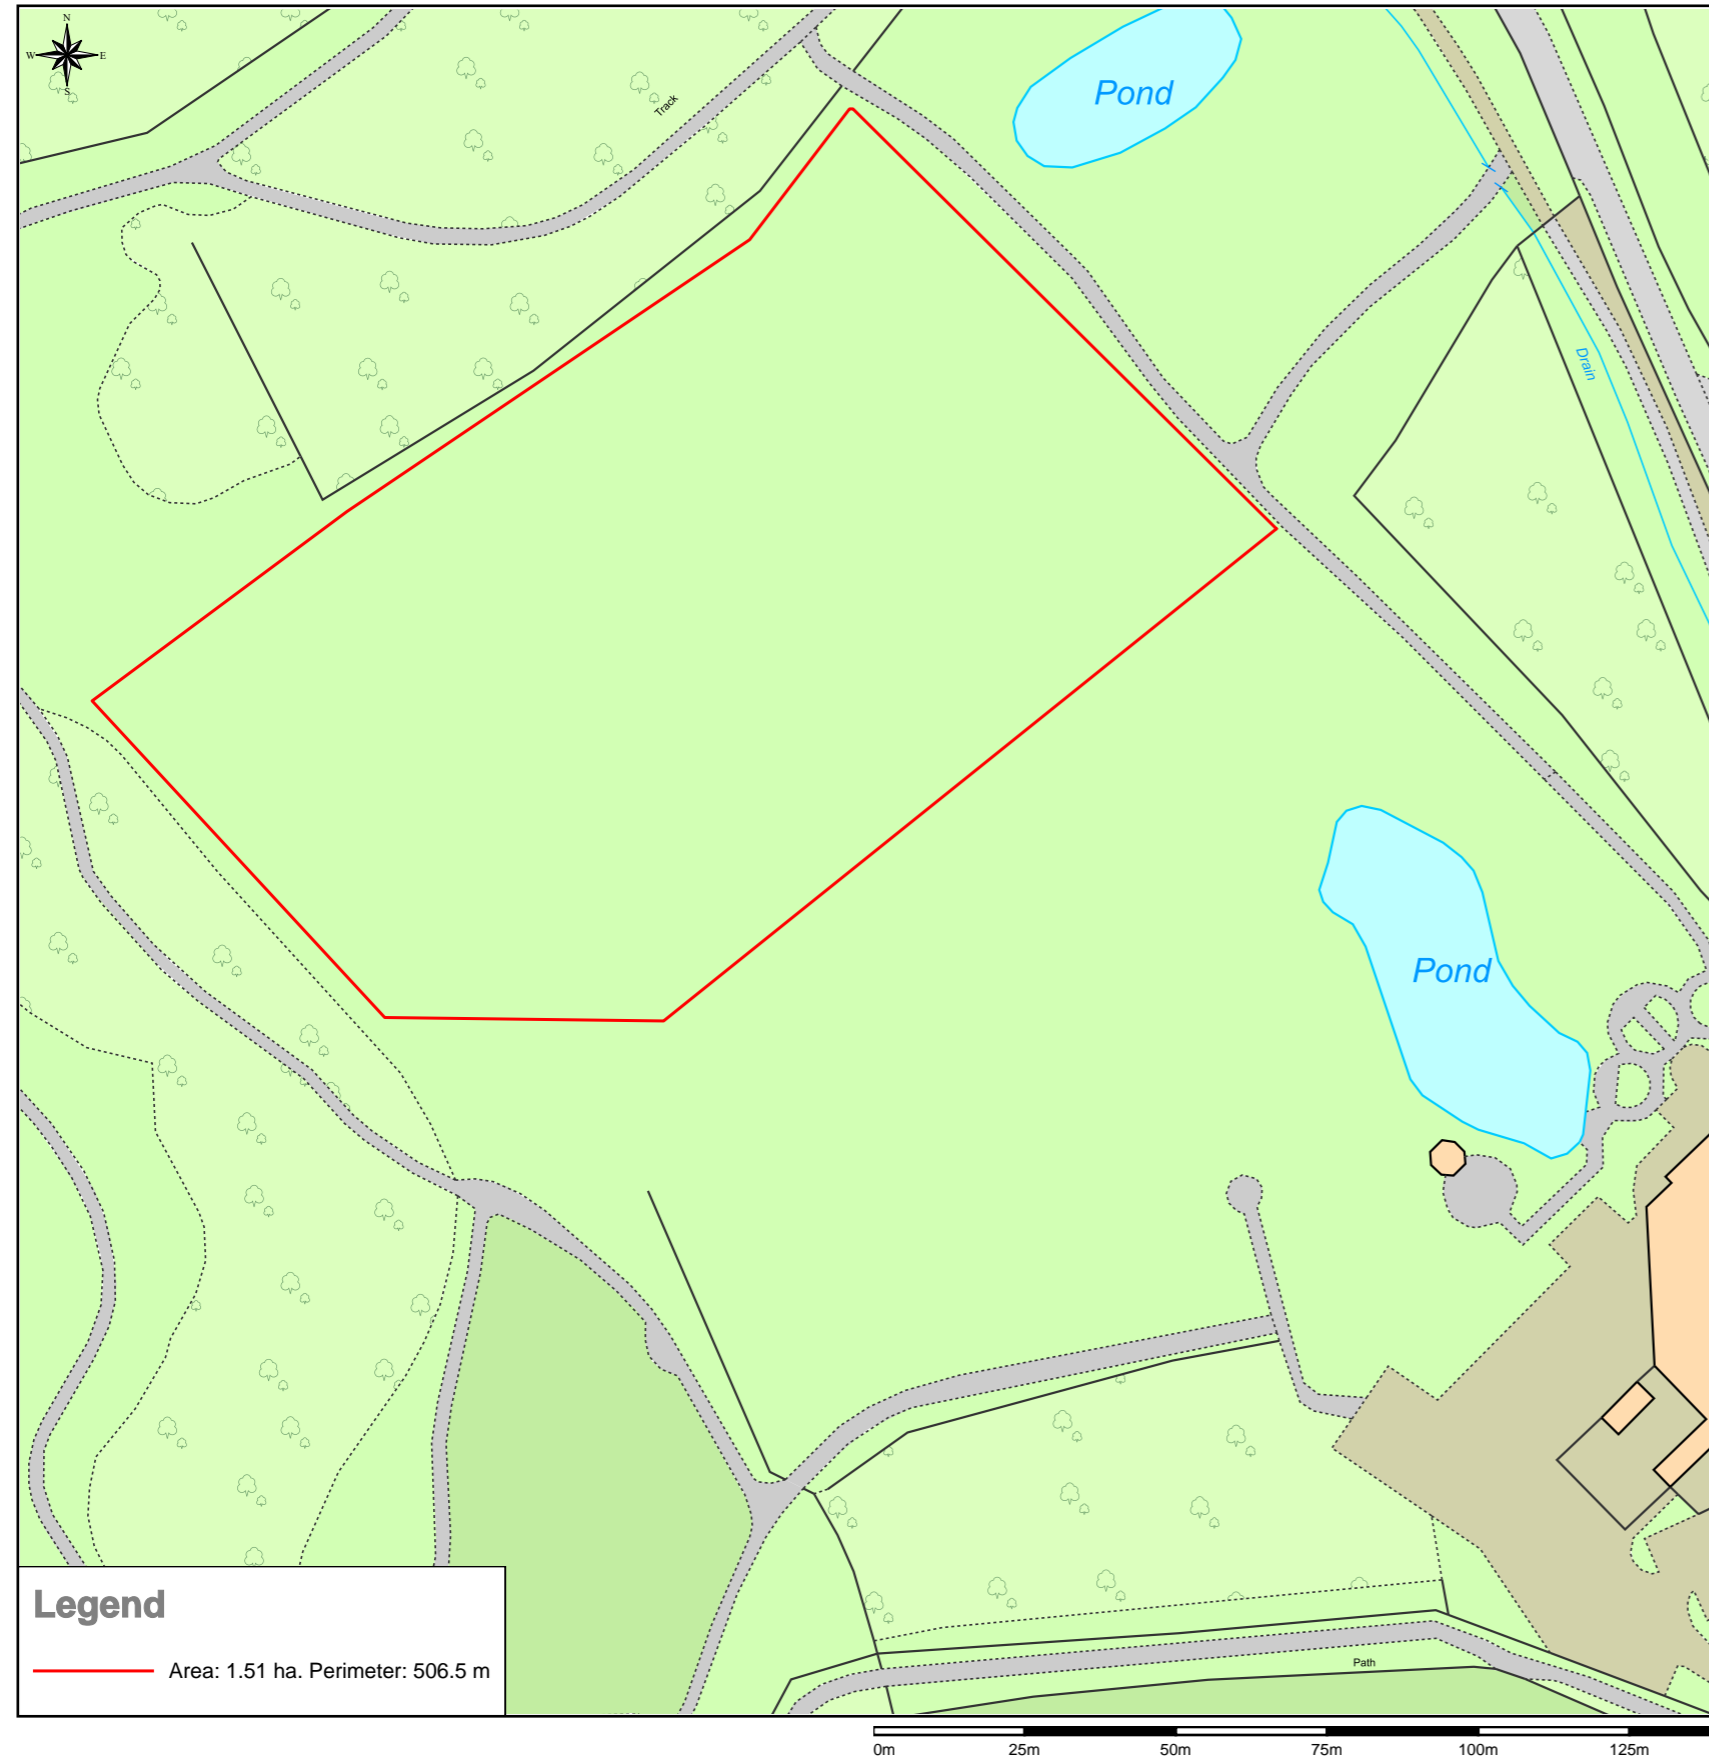 N
W E
S
Track
Pond
Drain
Pond
Path
Legend
Area: 1.51 ha. Perimeter: 506.5 m
0m 25m 50m 75m 100m 125m